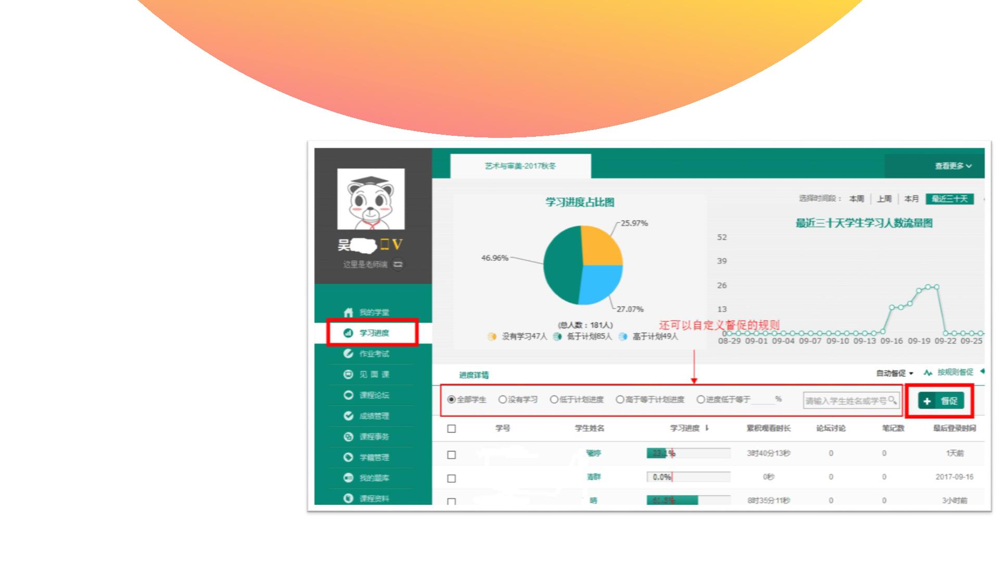 艺术与审美-2017秋冬
查看更多
吴
V
这里是老师端
我的学堂
学习进度
作业考试
见面课
课程论坛
成绩管理
课程事务
学籍管理
我的题库
课程资料
学习进度占比图
25.97%
46.96%
27.07%
(总人数：181人)
没有学习47人 低于计划85人 高于计划49人
选择时间段： 本周 上周 本月 最近三十天
最近三十天学生学习人数流量图
52
39
26
13
0
08-29 09-01 09-04 09-07 09-10 09-13 09-16 09-19 09-22 09-25
还可以自定义督促的规则
进度详情
自动督促 按规则督促
全部学生 没有学习 低于计划进度 高于等于计划进度 进度低于等于 %
请输入学生姓名或学号
督促
学号 学生姓名 学习进度 累积观看时长 论坛讨论 笔记数 最后登录时间
婷 23.1% 3时40分13秒 0 0 1天前
清群 0.0% 0秒 0 0 2017-09-16
晴 61.5% 8时35分11秒 0 0 3小时前